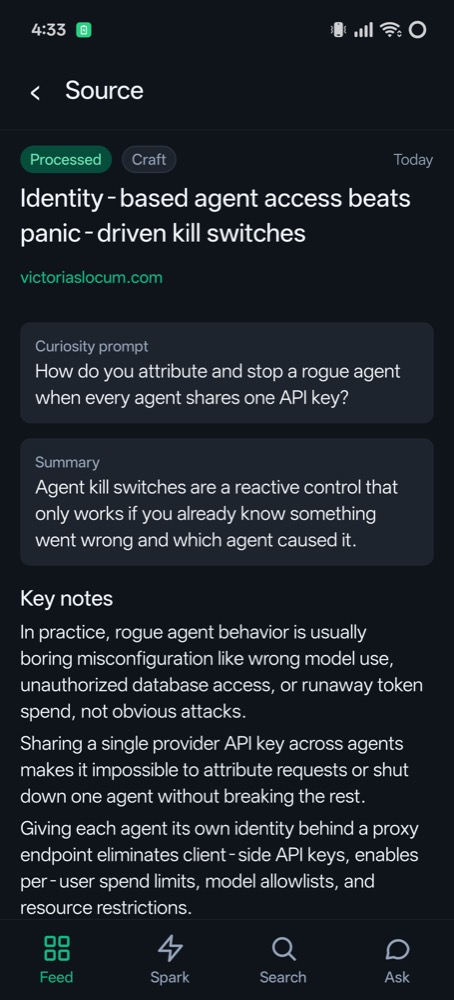 4:33
Source
Processed
Craft
Today
Identity-based agent access beats
panic-driven kill switches
victoriaslocum.com
Curiosity prompt
How do you attribute and stop a rogue agent
when every agent shares one API key?
Summary
Agent kill switches are a reactive control that
only works if you already know something
went wrong and which agent caused it.
Key notes
In practice, rogue agent behavior is usually
boring misconfiguration like wrong model use,
unauthorized database access, or runaway token
spend, not obvious attacks.
Sharing a single provider API key across agents
makes it impossible to attribute requests or shut
down one agent without breaking the rest.
Giving each agent its own identity behind a proxy
endpoint eliminates client-side API keys, enables
per-user spend limits, model allowlists, and
resource restrictions.
Feed
Spark
Search
Ask